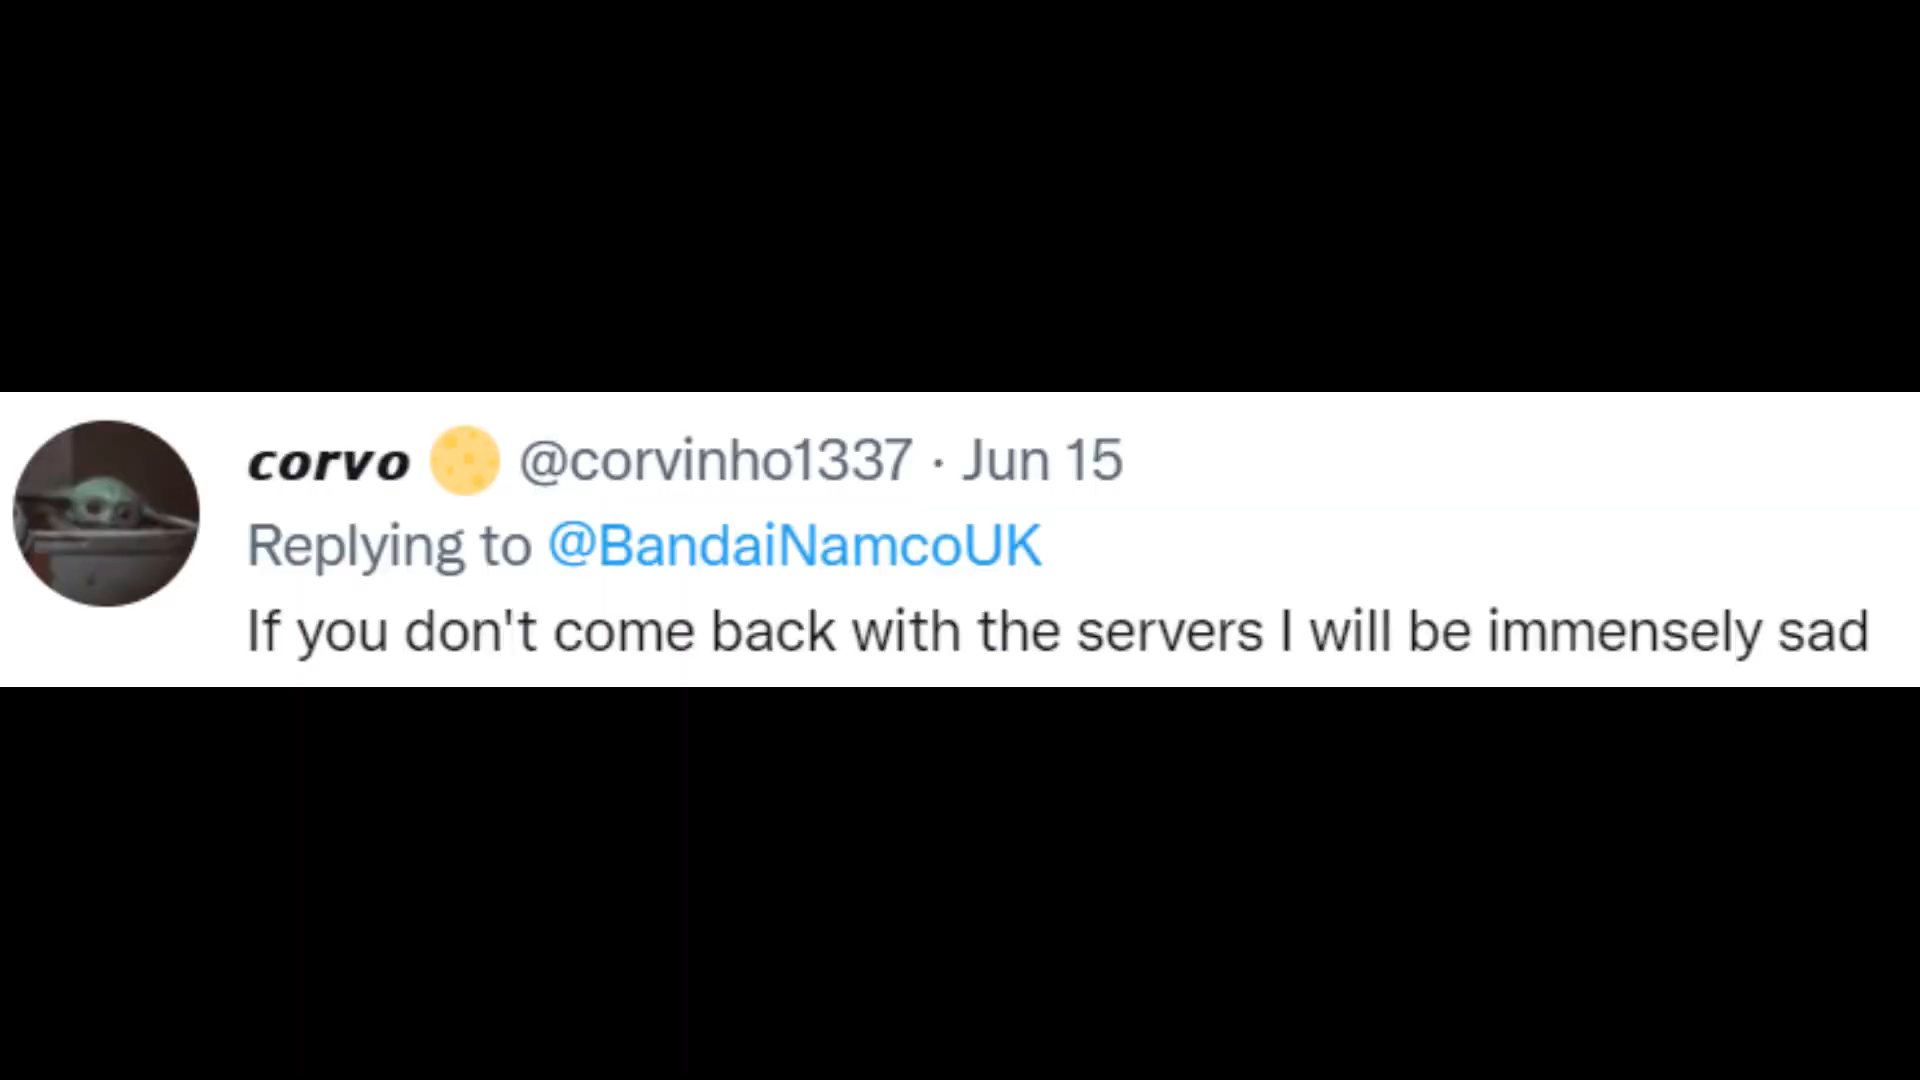 corvo 🌕 @corvinho1337 · Jun 15
Replying to @BandaiNamcoUK
If you don't come back with the servers I will be immensely sad